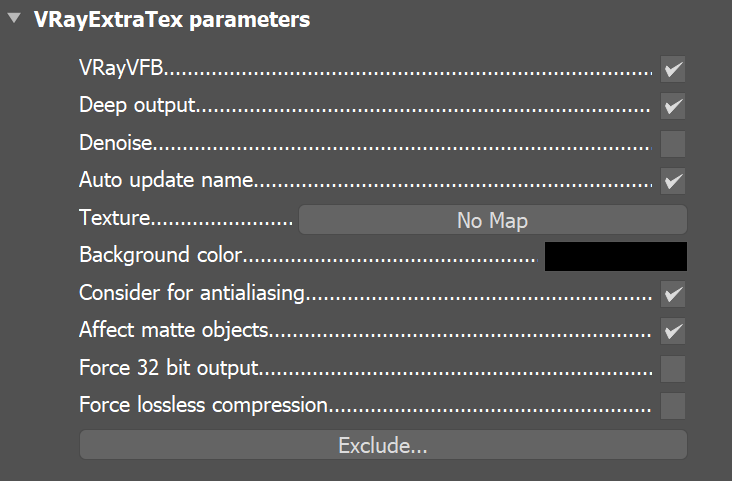 VRayExtraTex parameters
VRayVFB
Deep output
Denoise
Auto update name
Texture No Map
Background color
Consider for antialiasing
Affect matte objects
Force 32 bit output
Force lossless compression
Exclude...